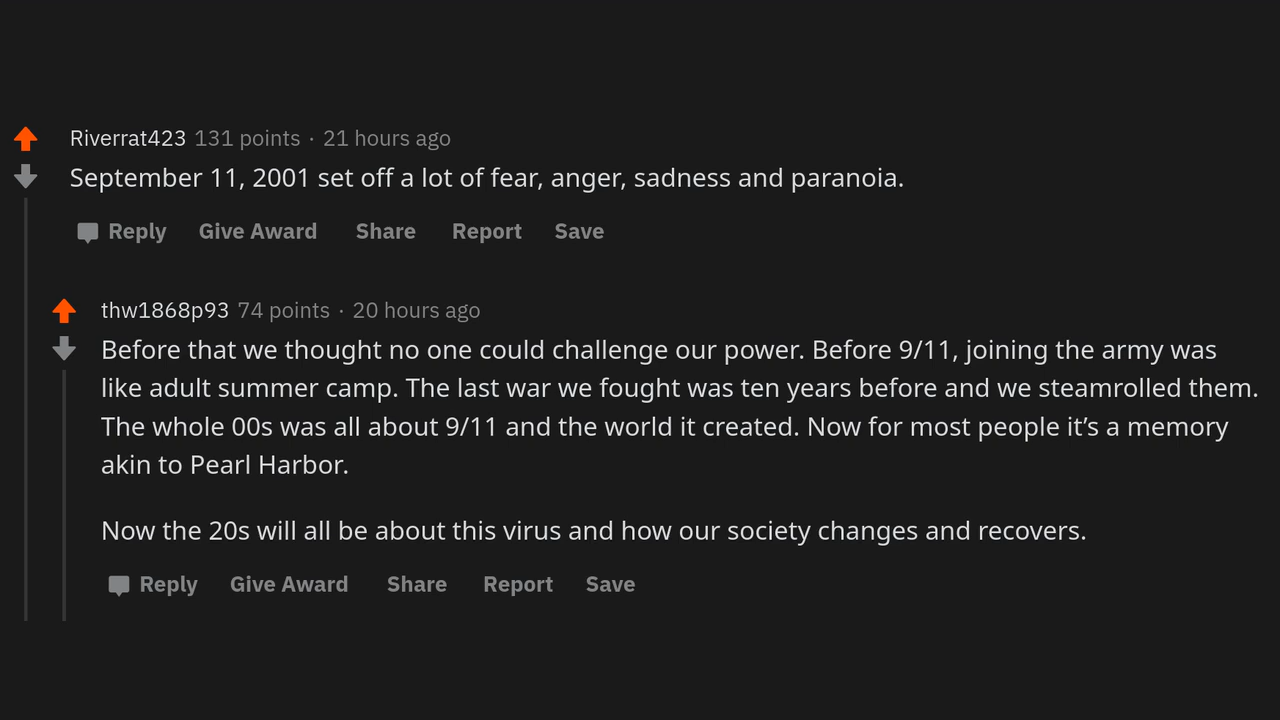 Riverrat423 131 points · 21 hours ago
September 11, 2001 set off a lot of fear, anger, sadness and paranoia.
Reply Give Award Share Report Save
thw1868p93 74 points · 20 hours ago
Before that we thought no one could challenge our power. Before 9/11, joining the army was
like adult summer camp. The last war we fought was ten years before and we steamrolled them.
The whole 00s was all about 9/11 and the world it created. Now for most people it’s a memory
akin to Pearl Harbor.
Now the 20s will all be about this virus and how our society changes and recovers.
Reply Give Award Share Report Save